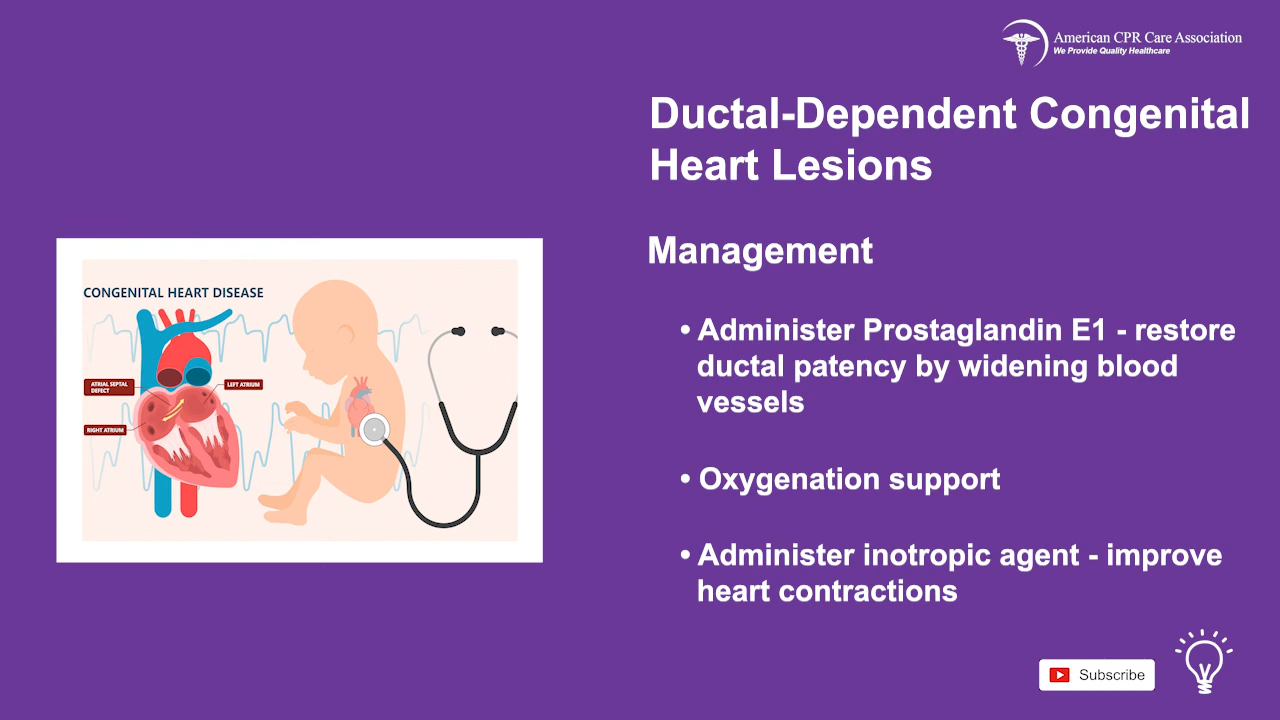 American CPR Care Association
We Provide Quality Healthcare
Ductal-Dependent Congenital
Heart Lesions
Management
• Administer Prostaglandin E1 - restore
ductal patency by widening blood
vessels
• Oxygenation support
• Administer inotropic agent - improve
heart contractions
CONGENITAL HEART DISEASE
ATRIAL SEPTAL
DEFECT
LEFT ATRIUM
RIGHT ATRIUM
Subscribe